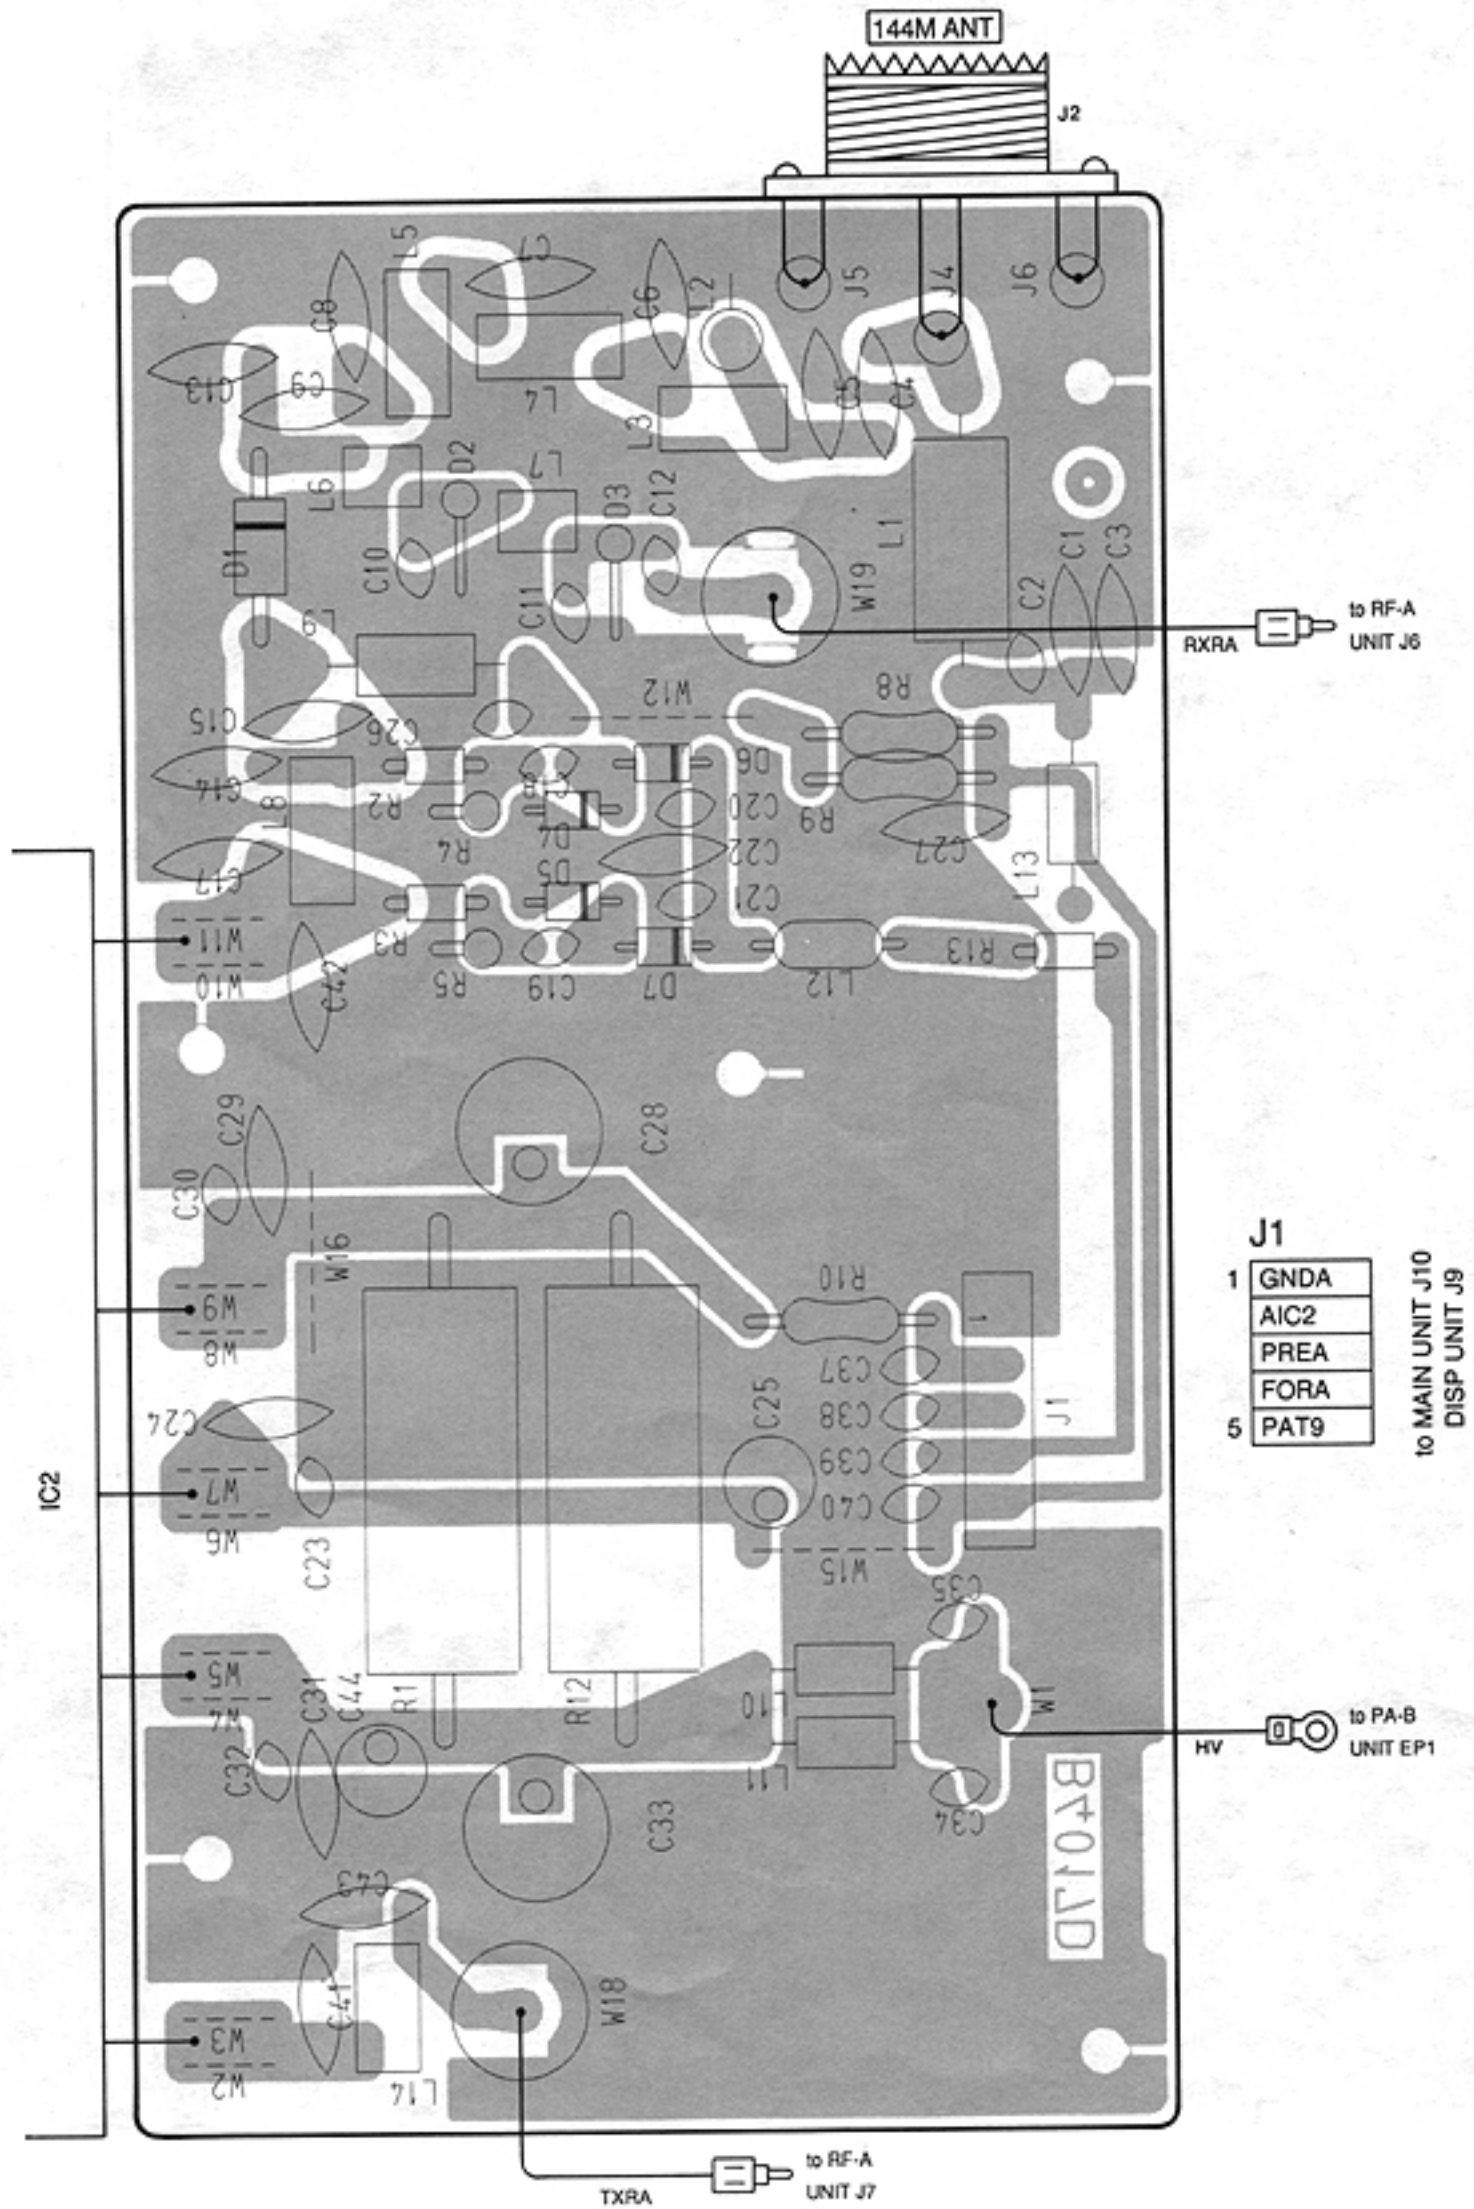 144M ANT
J2
L5
C7
C6
L2
J5
J4
J6
C8
C13
C9
L4
L3
C5
C4
L6
D2
L7
D3
C12
D1
C10
C11
W19
L1
C2
C1
C3
L9
RXRA
to RF-A
UNIT J6
C15
C26
W12
R8
C14
L8
R2
R4
C18
D4
D6
C20
R9
C27
C17
D5
C22
L13
W11
W10
C42
R3
R5
C19
C21
D7
L12
R13
C29
C30
C28
W16
W9
W8
R10
1
C37
C38
C39
C40
J1
C25
C24
W7
W6
C23
W15
IC2
J1
1 GNDA
AIC2
PREA
FORA
5 PAT9
to MAIN UNIT J10
DISP UNIT J9
W5
W4
C31
C44
R1
R12
L10
L11
C35
W1
C34
HV
to PA-B
UNIT EP1
C32
C33
B4017D
C43
C41
W3
W2
L14
W18
TXRA
to RF-A
UNIT J7